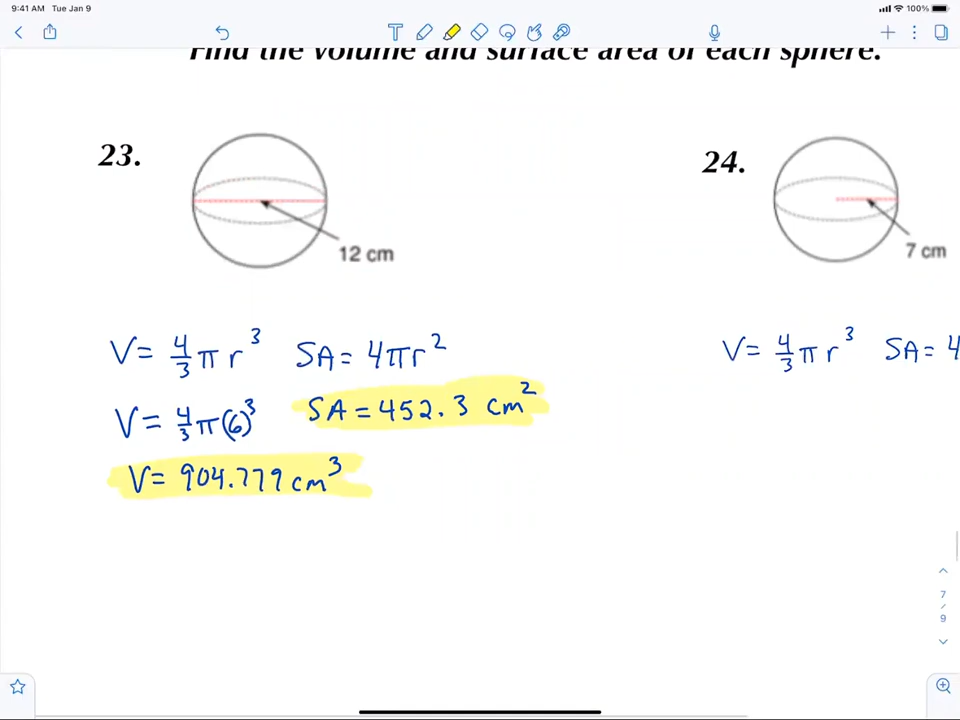 9:41 AM Tue Jan 9
100%
Find the volume and surface area of each sphere.
23.
12 cm
V = 4/3 π r³ SA = 4πr²
V = 4/3 π(6)³ SA = 452.3 cm²
V = 904.779 cm³
24.
7 cm
V = 4/3 π r³ SA = 4
7
/
9